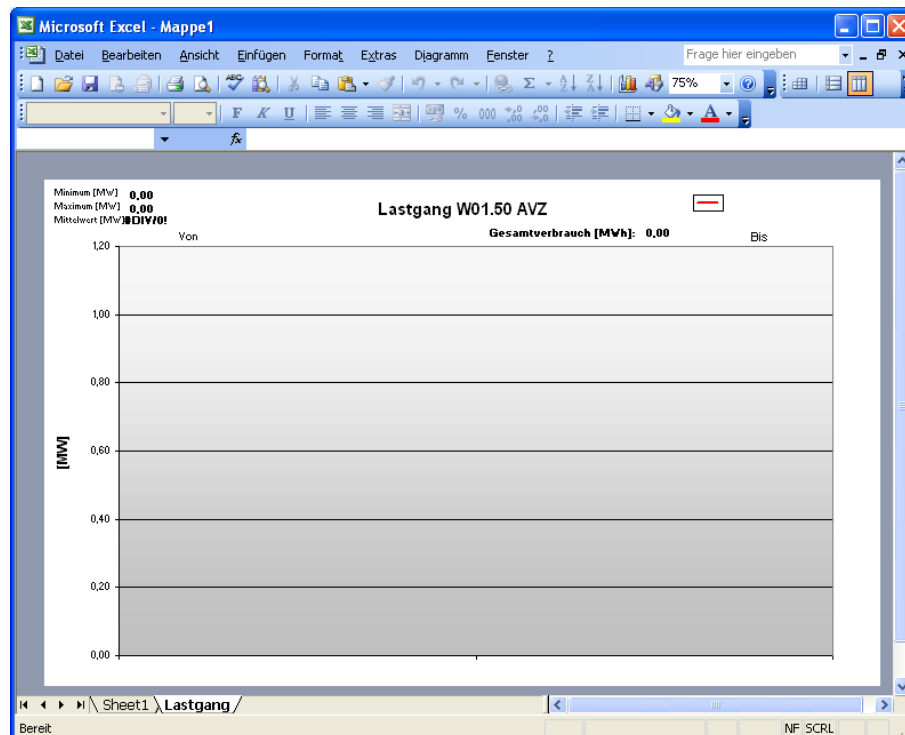 Microsoft Excel - Mappe1
Datei Bearbeiten Ansicht Einfügen Format Extras Diagramm Fenster ? Frage hier eingeben
ABC Σ A Z Z A 75% ?
F K U % 000
fx
Minimum [MW] 0,00
Maximum [MW] 0,00
Mittelwert [MW] #DIV/0!
Lastgang W01.50 AVZ
Von Gesamtverbrauch [MWh]: 0,00 Bis
1,20
1,00
0,80
[MW]
0,60
0,40
0,20
0,00
Sheet1 Lastgang
Bereit NF SCRL